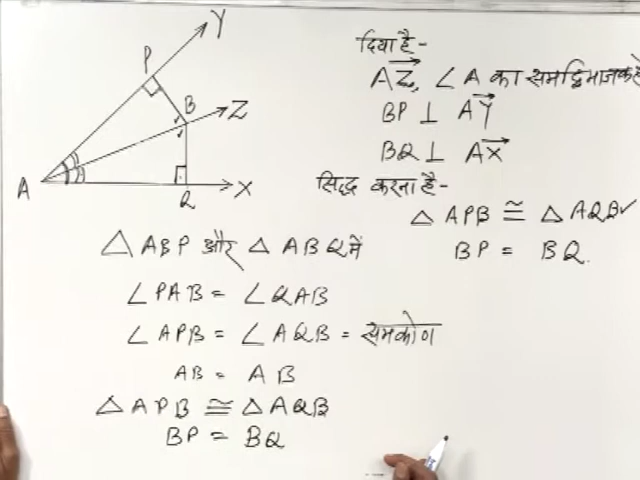 Y
P
B
Z
A
Q
X
दिया है -
AZ, ∠A का समद्विभाजक है
BP ⊥ AY
BQ ⊥ AX
सिद्ध करना है -
△ APB ≅ △ AQB ✓
BP = BQ.
△ ABP और △ ABQ में
∠PAB = ∠QAB
∠APB = ∠AQB = समकोण
AB = AB
△APB ≅ △AQB
BP = BQ